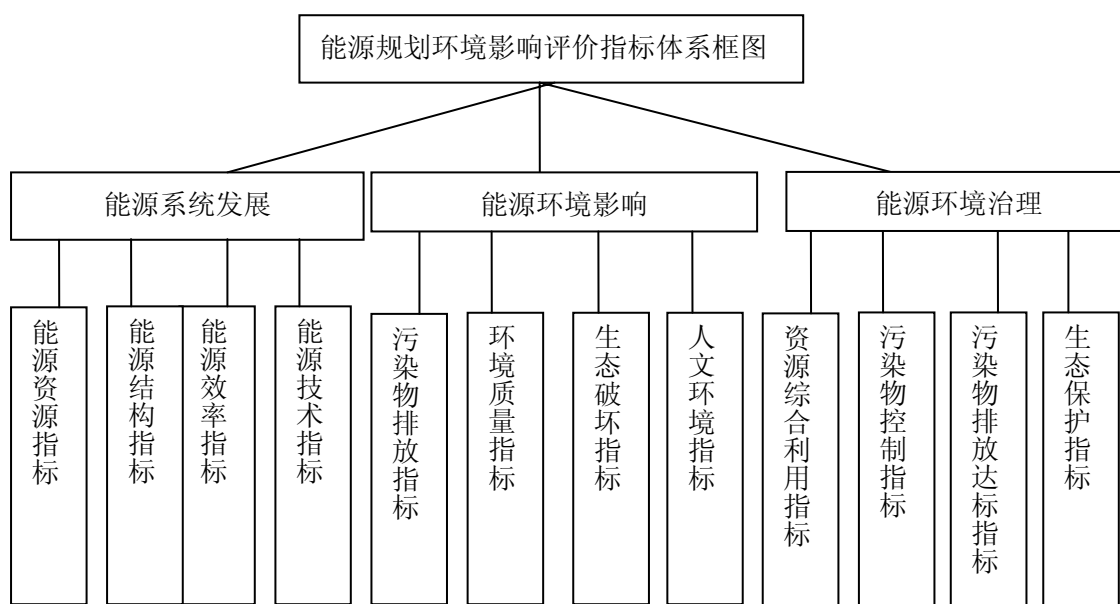 能源规划环境影响评价指标体系框图
能源系统发展
能源环境影响
能源环境治理
能源资源指标
能源结构指标
能源效率指标
能源技术指标
污染物排放指标
环境质量指标
生态破坏指标
人文环境指标
资源综合利用指标
污染物控制指标
污染物排放达标指标
生态保护指标